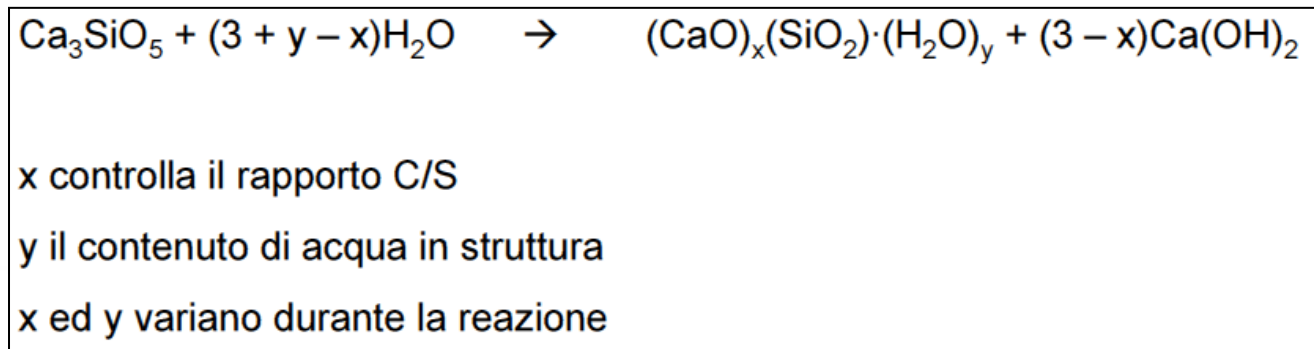 Ca₃SiO₅ + (3 + y – x)H₂O → (CaO)ₓ(SiO₂)·(H₂O)ᵧ + (3 – x)Ca(OH)₂
x controlla il rapporto C/S
y il contenuto di acqua in struttura
x ed y variano durante la reazione